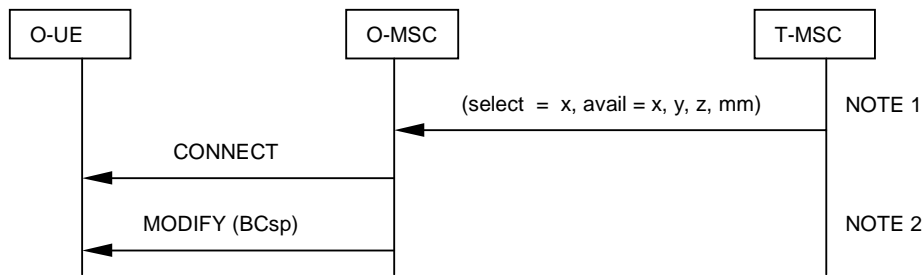 O-UE
O-MSC
T-MSC
(select = x, avail = x, y, z, mm)
NOTE 1
CONNECT
MODIFY (BCsp)
NOTE 2